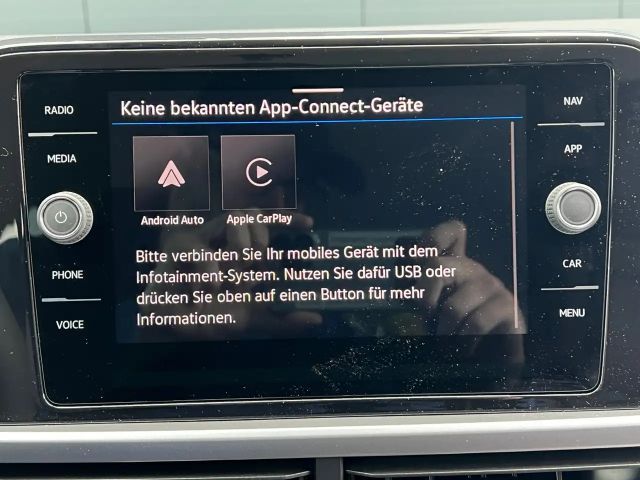 Keine bekannten App-Connect-Geräte
RADIO
MEDIA
PHONE
VOICE
Android Auto
Apple CarPlay
Bitte verbinden Sie Ihr mobiles Gerät mit dem
Infotainment-System. Nutzen Sie dafür USB oder
drücken Sie oben auf einen Button für mehr
Informationen.
NAV
APP
CAR
MENU